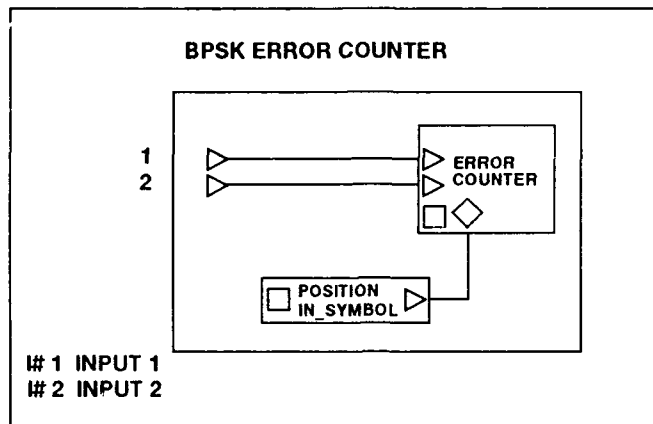 BPSK ERROR COUNTER
1
2
ERROR
COUNTER
POSITION
IN_SYMBOL
I# 1 INPUT 1
I# 2 INPUT 2